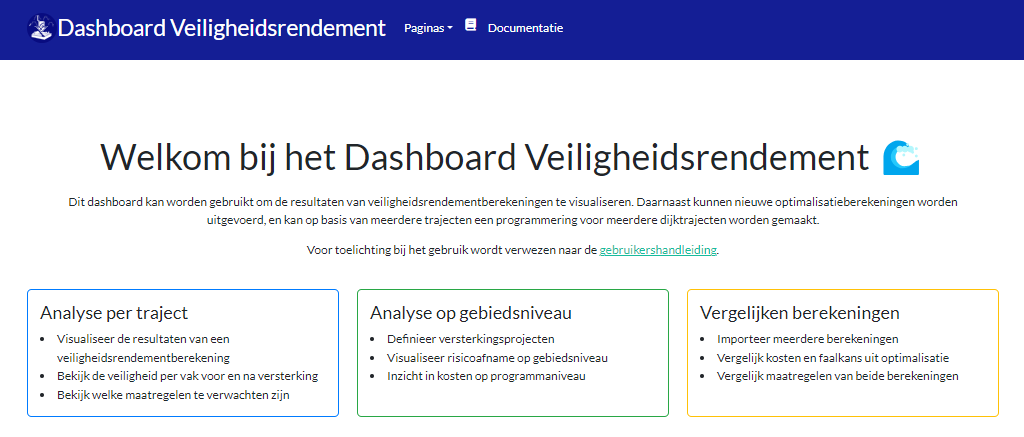 Dashboard Veiligheidsrendement Paginas Documentatie
Welkom bij het Dashboard Veiligheidsrendement
Dit dashboard kan worden gebruikt om de resultaten van veiligheidsrendementberekeningen te visualiseren. Daarnaast kunnen nieuwe optimalisatieberekeningen worden
uitgevoerd, en kan op basis van meerdere trajecten een programmering voor meerdere dijktrajecten worden gemaakt.
Voor toelichting bij het gebruik wordt verwezen naar de gebruikershandleiding.
Analyse per traject
• Visualiseer de resultaten van een
veiligheidsrendementberekening
• Bekijk de veiligheid per vak voor en na versterking
• Bekijk welke maatregelen te verwachten zijn
Analyse op gebiedsniveau
• Definieer versterkingsprojecten
• Visualiseer risicoafname op gebiedsniveau
• Inzicht in kosten op programmaniveau
Vergelijken berekeningen
• Importeer meerdere berekeningen
• Vergelijk kosten en faalkans uit optimalisatie
• Vergelijk maatregelen van beide berekeningen